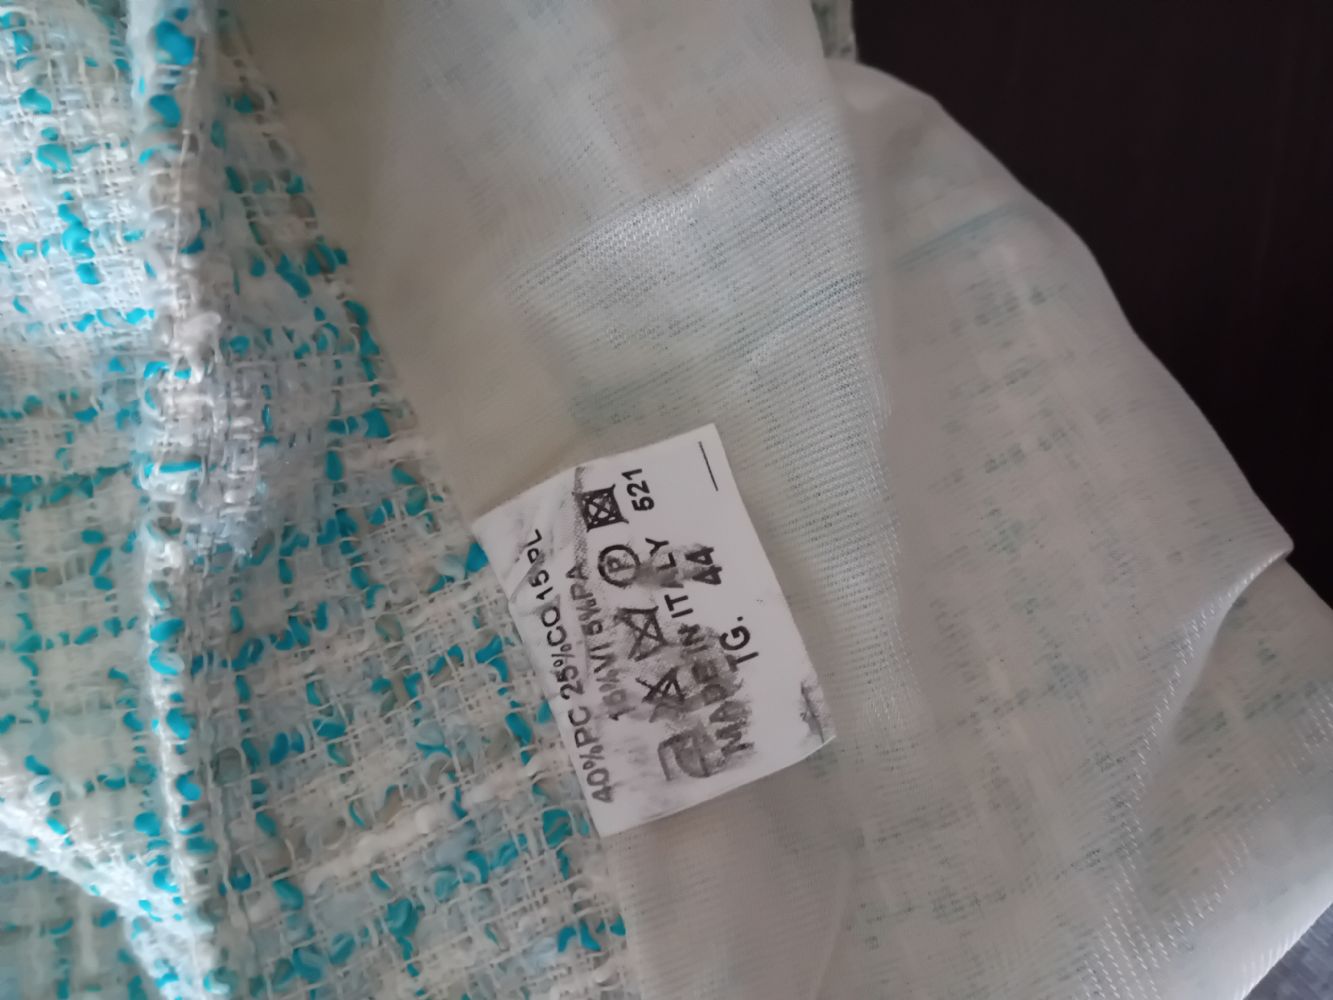 40%PC 25%CO 15%PL
10%VI 5%PA
P
MADE IN ITALY 521
TG. 44